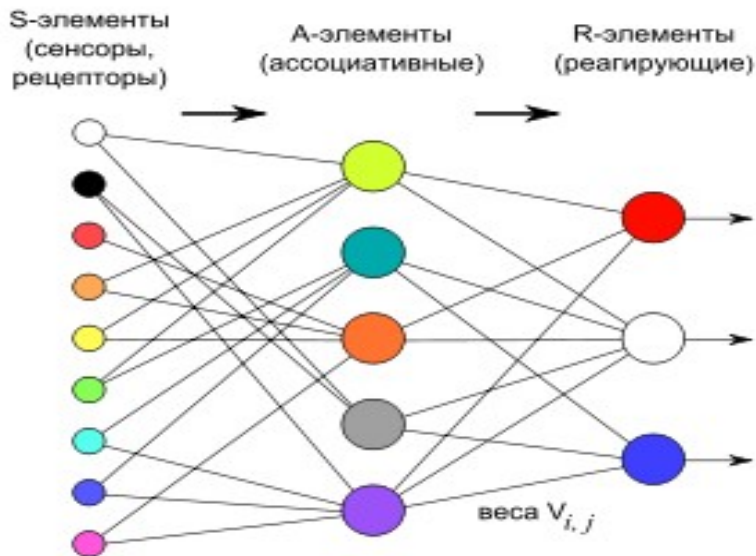 S-элементы
(сенсоры,
рецепторы)
A-элементы
(ассоциативные)
R-элементы
(реагирующие)
веса V i, j